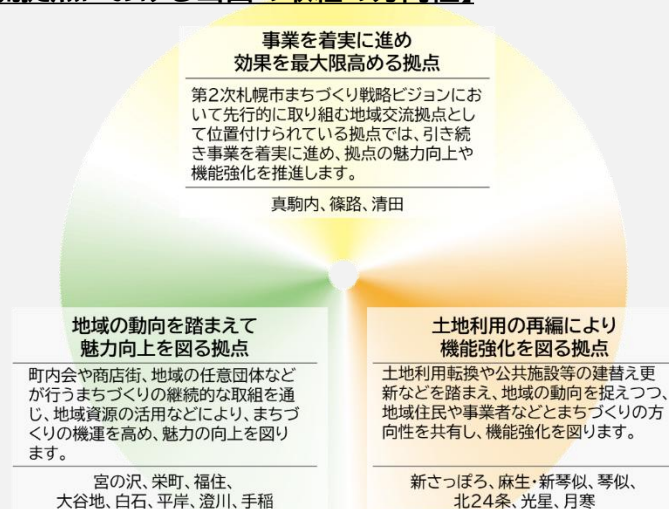 における当面の取組の方向性】
事業を着実に進め
効果を最大限高める拠点
第2次札幌市まちづくり戦略ビジョンにお
いて先行的に取り組む地域交流拠点とし
て位置付けられている拠点では、引き続
き事業を着実に進め、拠点の魅力向上や
機能強化を推進します。
真駒内、篠路、清田
地域の動向を踏まえて
魅力向上を図る拠点
町内会や商店街、地域の任意団体など
が行うまちづくりの継続的な取組を通
じ、地域資源の活用などにより、まちづ
くりの機運を高め、魅力の向上を図り
ます。
宮の沢、栄町、福住、
大谷地、白石、平岸、澄川、手稲
土地利用の再編により
機能強化を図る拠点
土地利用転換や公共施設等の建替え更
新などを踏まえ、地域の動向を捉えつつ、
地域住民や事業者などとまちづくりの方
向性を共有し、機能強化を図ります。
新さっぽろ、麻生・新琴似、琴似、
北24条、光星、月寒